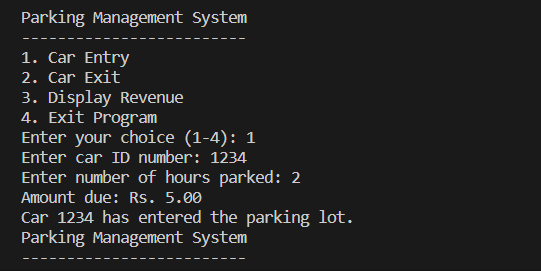 Parking Management System
-------------------------
1. Car Entry
2. Car Exit
3. Display Revenue
4. Exit Program
Enter your choice (1-4): 1
Enter car ID number: 1234
Enter number of hours parked: 2
Amount due: Rs. 5.00
Car 1234 has entered the parking lot.
Parking Management System
-------------------------